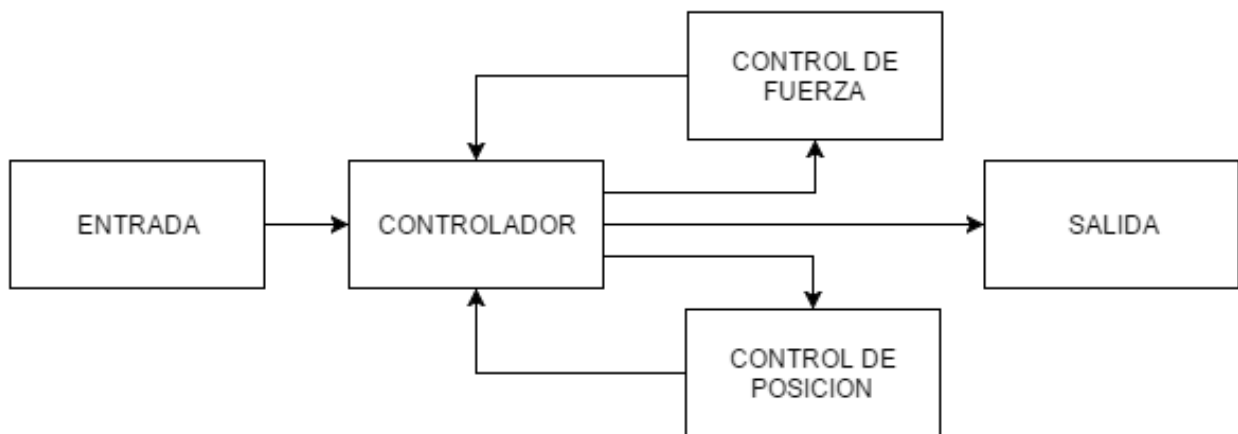 CONTROL DE
FUERZA
ENTRADA
CONTROLADOR
SALIDA
CONTROL DE
POSICION